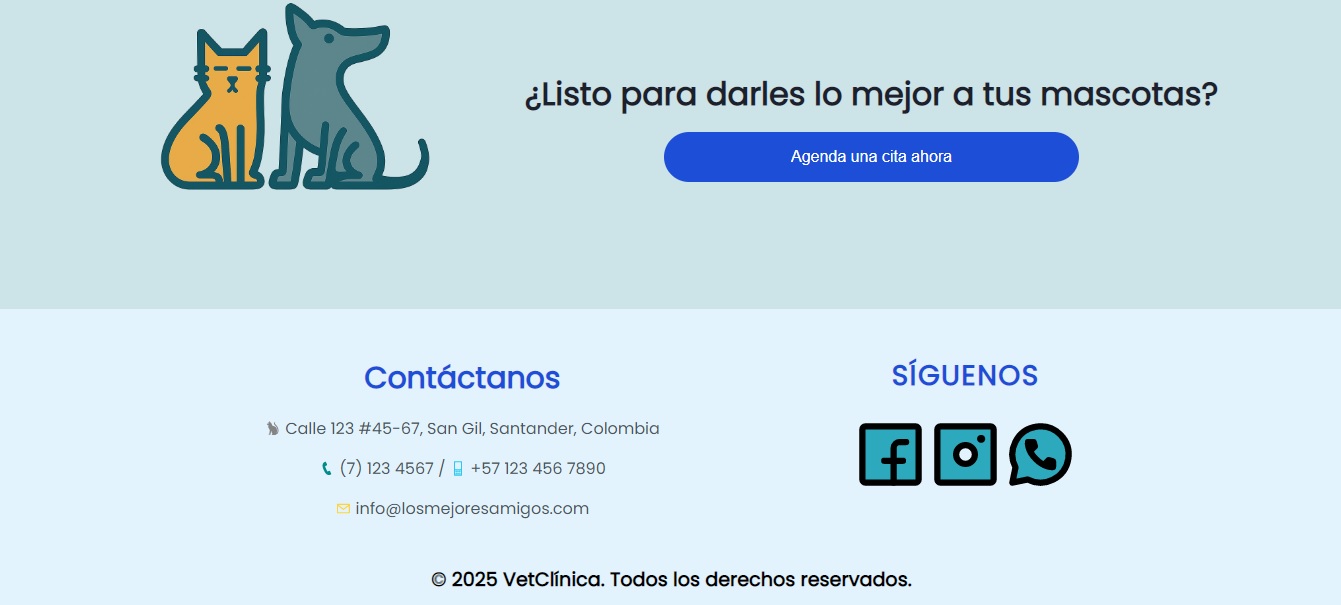 ¿Listo para darles lo mejor a tus mascotas?
Agenda una cita ahora
Contáctanos
Calle 123 #45-67, San Gil, Santander, Colombia
(7) 123 4567 / +57 123 456 7890
info@losmejoresamigos.com
SÍGUENOS
© 2025 VetClínica. Todos los derechos reservados.